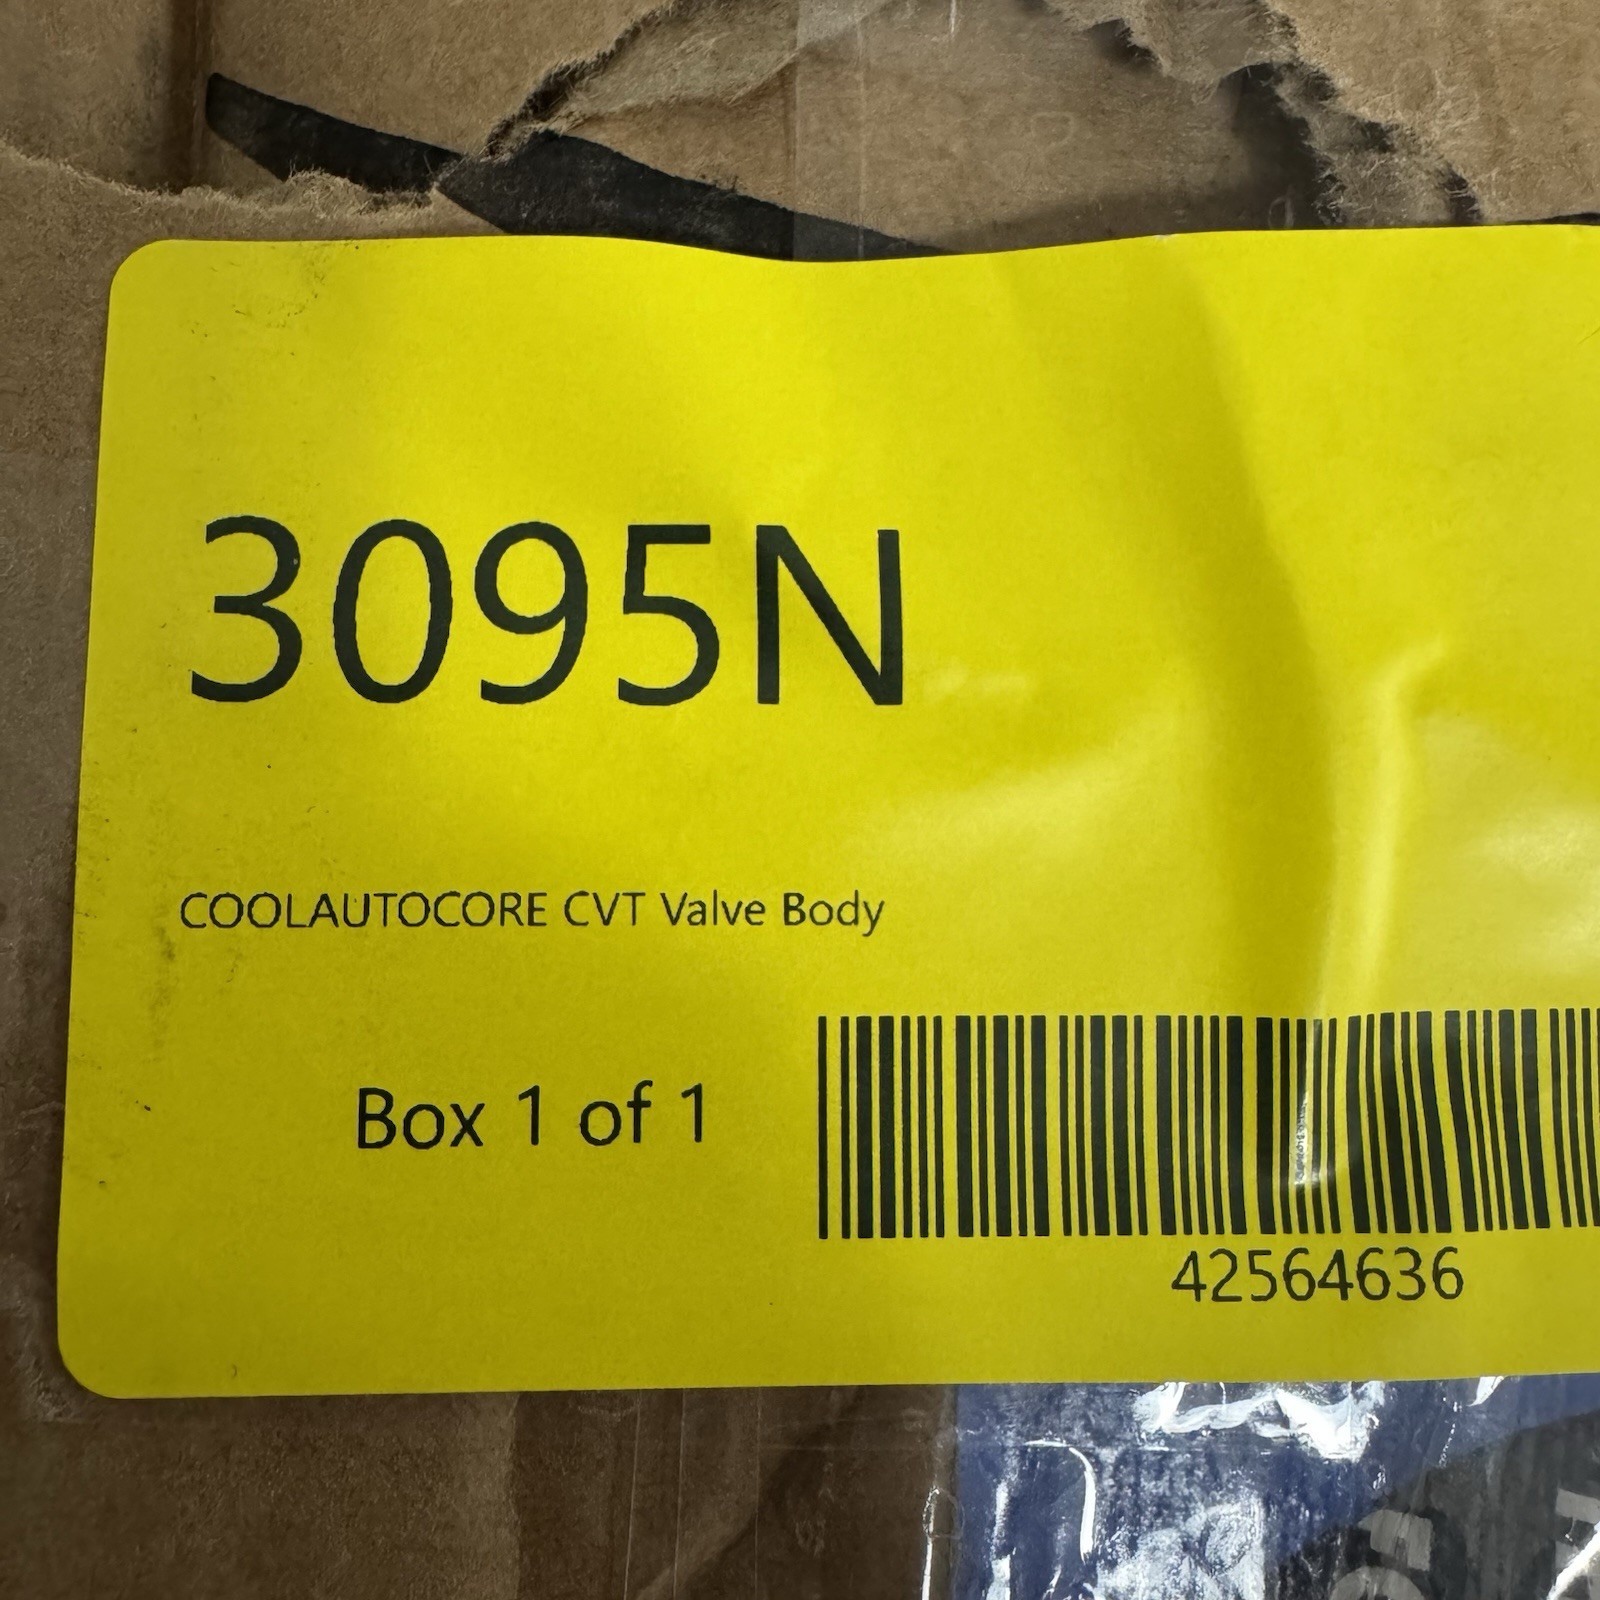 3095N
COOLAUTOCORE CVT Valve Body
Box 1 of 1
42564636